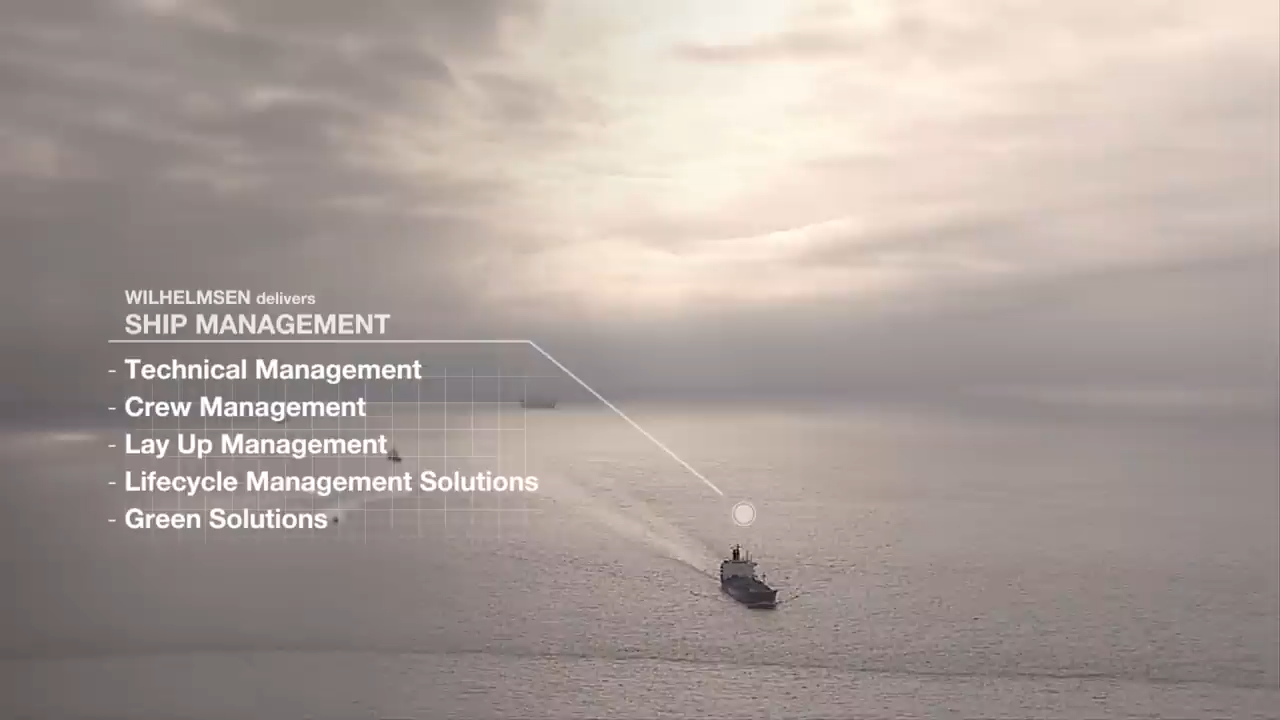 WILHELMSEN delivers
SHIP MANAGEMENT
- Technical Management
- Crew Management
- Lay Up Management
- Lifecycle Management Solutions
- Green Solutions